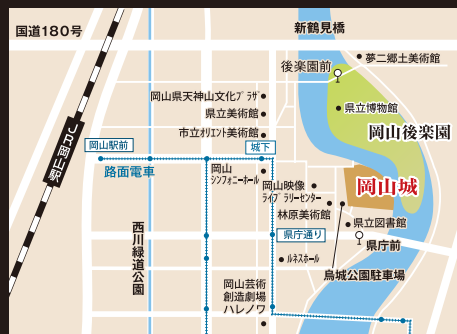 国道180号
新鶴見橋
夢二郷土美術館
後楽園前
岡山県天神山文化プラザ
県立博物館
県立美術館
岡山後楽園
市立オリエント美術館
JR岡山駅
岡山駅前
城下
路面電車
岡山
シンフォニーホール
岡山城
岡山映像
ライブラリーセンター
林原美術館
県立図書館
西川緑道公園
県庁通り
県庁前
ルネスホール
烏城公園駐車場
岡山芸術
創造劇場
ハレノワ